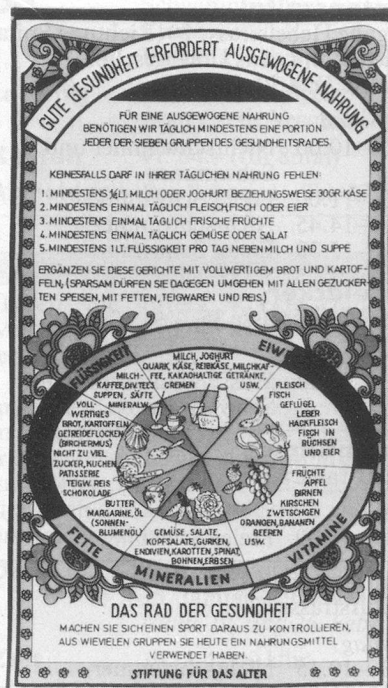 GUTE GESUNDHEIT ERFORDERT AUSGEWOGENE NAHRUNG
FÜR EINE AUSGEWOGENE NAHRUNG
BENÖTIGEN WIR TÄGLICH MINDESTENS EINE PORTION
JEDER DER SIEBEN GRUPPEN DES GESUNDHEITSRADES.
KEINESFALLS DARF IN IHRER TÄGLICHEN NAHRUNG FEHLEN:
1. MINDESTENS ½ LT. MILCH ODER JOGHURT BEZIEHUNGSWEISE 30GR. KÄSE
2. MINDESTENS EINMAL TÄGLICH FLEISCH, FISCH ODER EIER
3. MINDESTENS EINMAL TÄGLICH FRISCHE FRÜCHTE
4. MINDESTENS EINMAL TÄGLICH GEMÜSE ODER SALAT
5. MINDESTENS 1 LT. FLÜSSIGKEIT PRO TAG NEBEN MILCH UND SUPPE
ERGÄNZEN SIE DIESE GERICHTE MIT VOLLWERTIGEM BROT UND KARTOF-
FELN, (SPARSAM DÜRFEN SIE DAGEGEN UMGEHEN MIT ALLEN GEZUCKER-
TEN SPEISEN, MIT FETTEN, TEIGWAREN UND REIS.)
FLÜSSIGKEIT
EIW
MILCH, JOGHURT
QUARK, KÄSE, REIBKÄSE, MILCHKAF-
FEE, KAKAOHALTIGE GETRÄNKE,
CREMEN USW.
MILCH-
KAFFEE, DIV. TEES
SUPPEN, SÄFTE
MINERALW.
FLEISCH
FISCH
GEFLÜGEL
LEBER
HACKFLEISCH
FISCH IN
BÜCHSEN
UND EIER
VOLL-
WERTIGES
BROT, KARTOFFELN
GETREIDEFLOCKEN
(BIRCHERMUS)
NICHT ZU VIEL
ZUCKER, KUCHEN
PATISSERIE
TEIGW. REIS
SCHOKOLADE
FRÜCHTE
ÄPFEL
BIRNEN
KIRSCHEN
ZWETSCHGEN
ORANGEN, BANANEN
BEEREN
USW.
BUTTER
MARGARINE, ÖL
(SONNEN-
BLUMENÖL)
GEMÜSE, SALATE,
KOPFSALATE, GURKEN,
ENDIVIEN, KAROTTEN, SPINAT,
BOHNEN, ERBSEN
FETTE
MINERALIEN
VITAMINE
DAS RAD DER GESUNDHEIT
MACHEN SIE SICH EINEN SPORT DARAUS ZU KONTROLLIEREN,
AUS WIEVIELEN GRUPPEN SIE HEUTE EIN NAHRUNGSMITTEL
VERWENDET HABEN.
STIFTUNG FÜR DAS ALTER